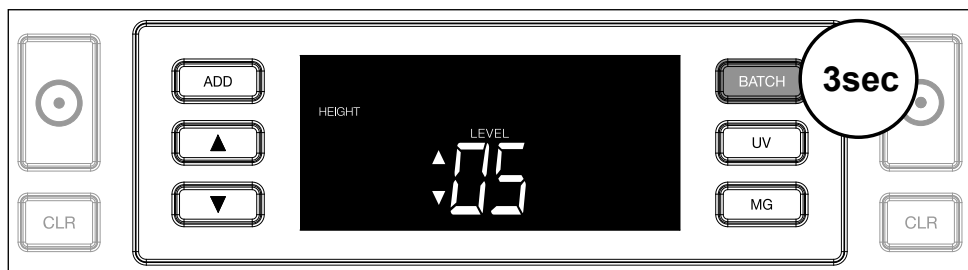 ADD
BATCH
3sec
HEIGHT
LEVEL
UV
05
CLR
MG
CLR